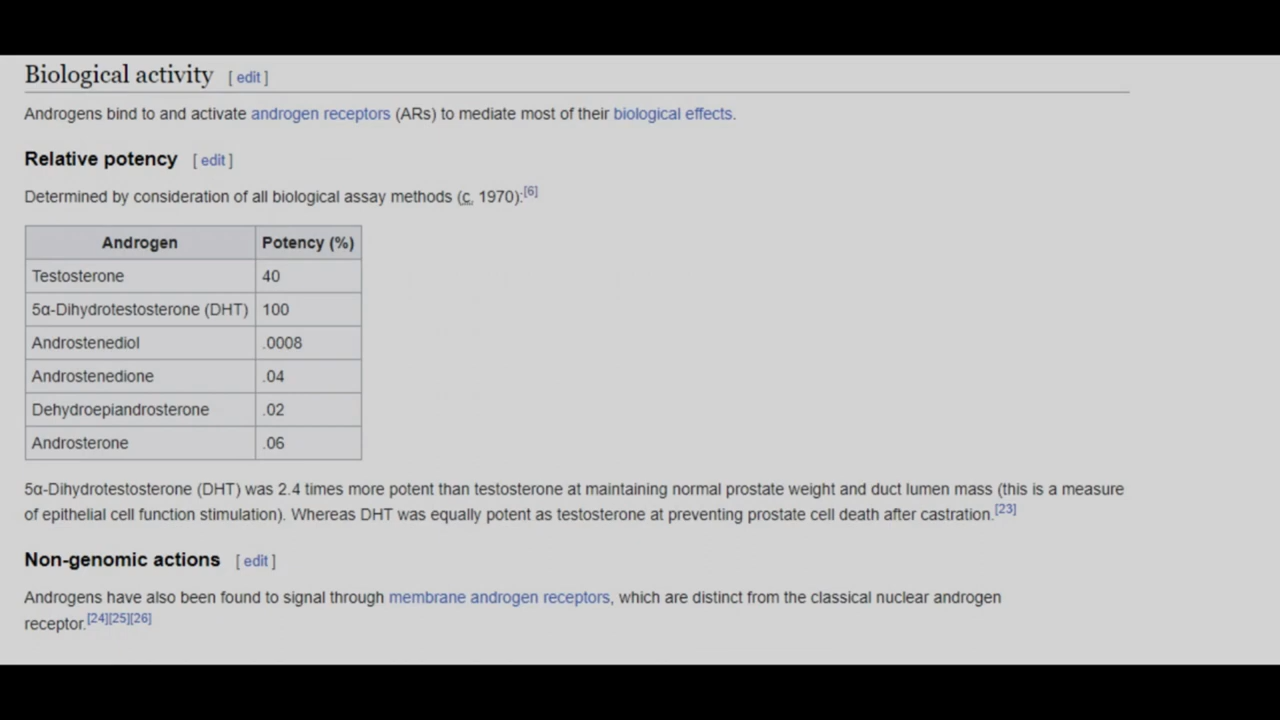 Biological activity [ edit ]
Androgens bind to and activate androgen receptors (ARs) to mediate most of their biological effects.
Relative potency [ edit ]
Determined by consideration of all biological assay methods (c. 1970):[6]
Androgen Potency (%)
Testosterone 40
5α-Dihydrotestosterone (DHT) 100
Androstenediol .0008
Androstenedione .04
Dehydroepiandrosterone .02
Androsterone .06
5α-Dihydrotestosterone (DHT) was 2.4 times more potent than testosterone at maintaining normal prostate weight and duct lumen mass (this is a measure
of epithelial cell function stimulation). Whereas DHT was equally potent as testosterone at preventing prostate cell death after castration.[23]
Non-genomic actions [ edit ]
Androgens have also been found to signal through membrane androgen receptors, which are distinct from the classical nuclear androgen
receptor.[24][25][26]